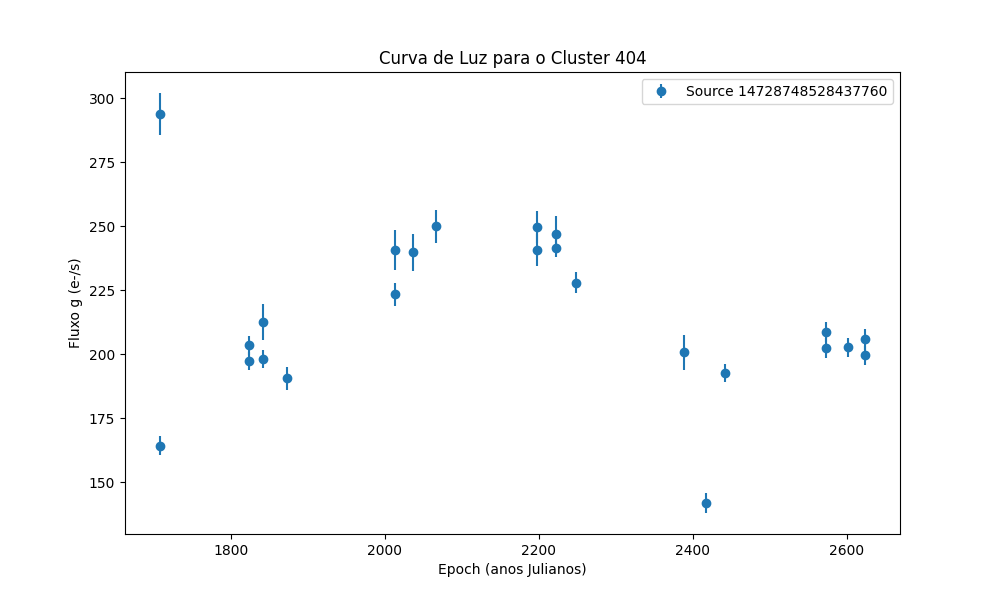 Curva de Luz para o Cluster 404
Source 14728748528437760
300
275
250
225
200
175
150
Fluxo g (e-/s)
1800 2000 2200 2400 2600
Epoch (anos Julianos)